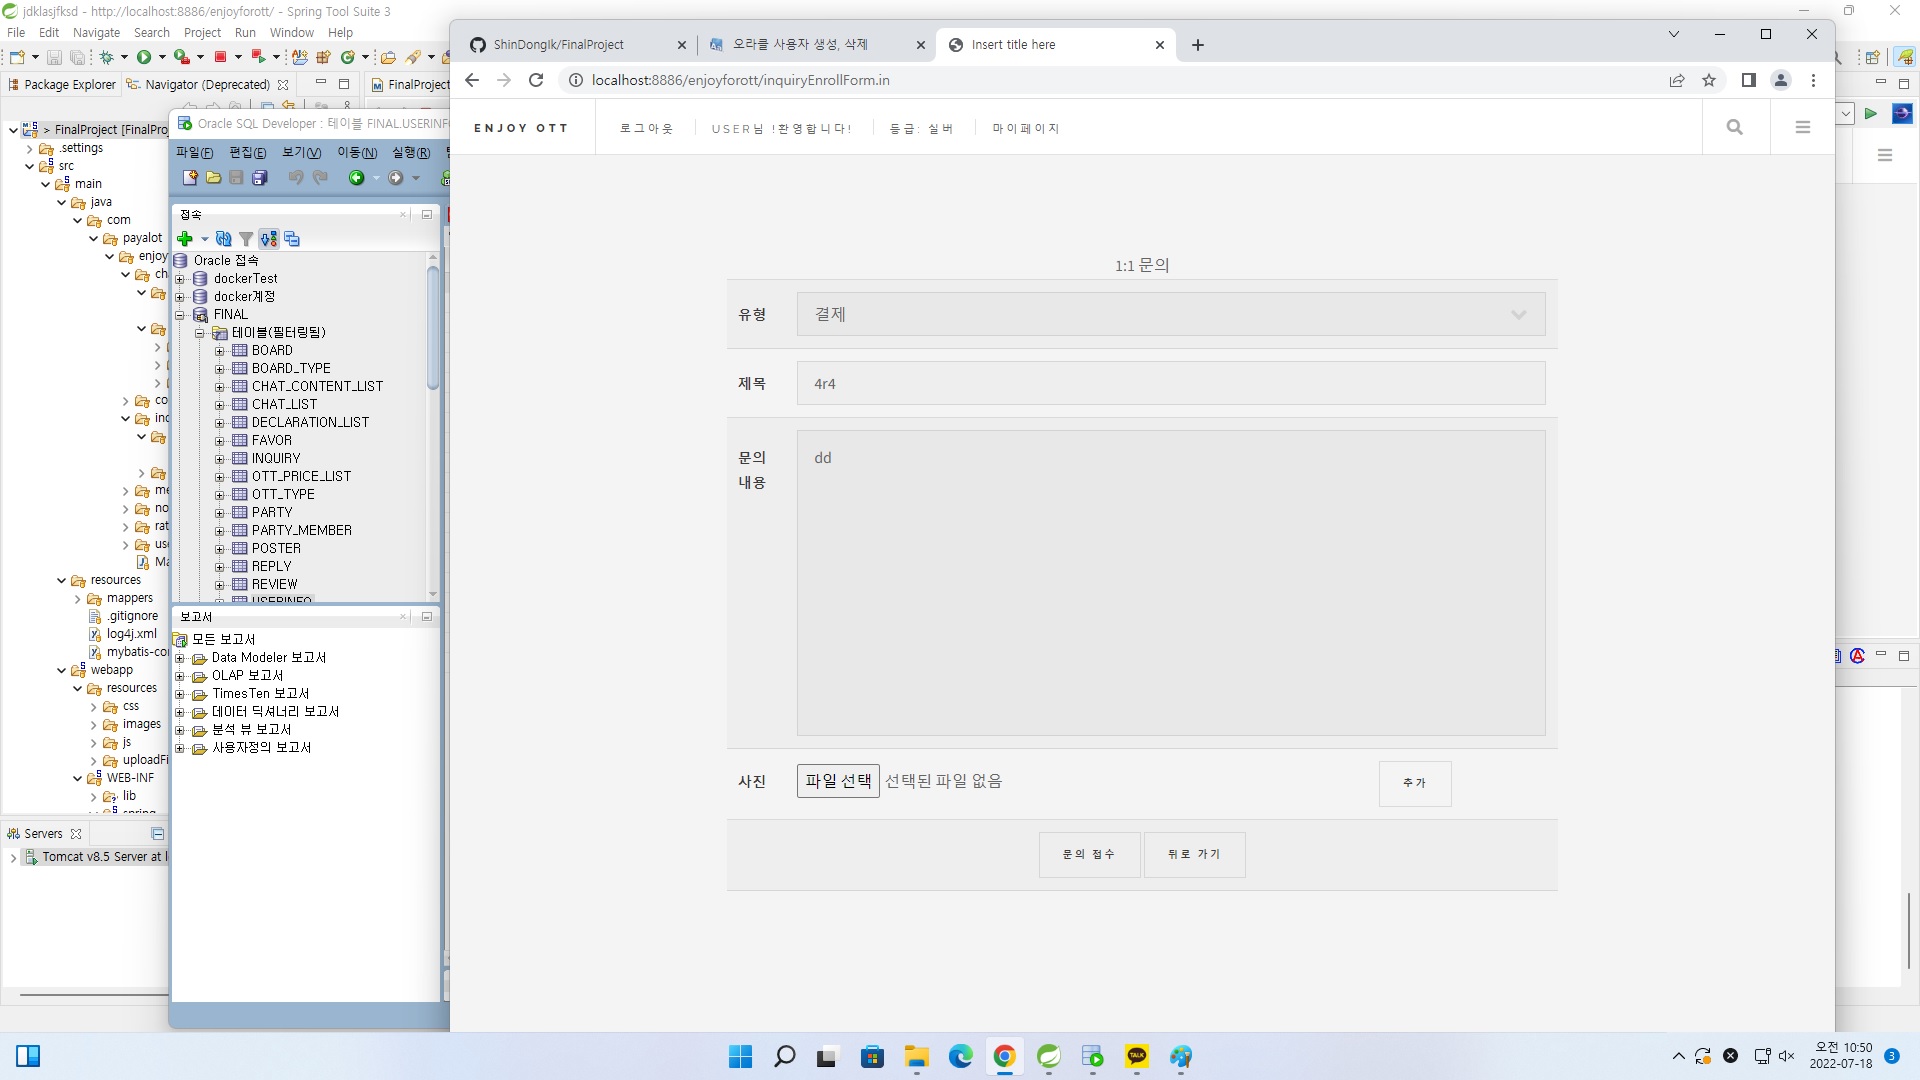 jdklasjfksd - http://localhost:8886/enjoyforott/ - Spring Tool Suite 3
File Edit Navigate Search Project Run Window Help
Package Explorer
Navigator (Deprecated)
FinalProject
> FinalProject [FinalPro
.settings
src
main
java
com
payalot
enjoy
ch
co
inc
me
no
rat
use
Ma
resources
mappers
.gitignore
log4j.xml
mybatis-co
webapp
resources
css
images
js
uploadFi
WEB-INF
lib
spring
Servers
Tomcat v8.5 Server at l
Oracle SQL Developer : 테이블 FINAL.USERINFO
파일(F) 편집(E) 보기(V) 이동(N) 실행(R)
접속
Oracle 접속
dockerTest
docker계정
FINAL
테이블(필터링됨)
BOARD
BOARD_TYPE
CHAT_CONTENT_LIST
CHAT_LIST
DECLARATION_LIST
FAVOR
INQUIRY
OTT_PRICE_LIST
OTT_TYPE
PARTY
PARTY_MEMBER
POSTER
REPLY
REVIEW
USERINFO
보고서
모든 보고서
Data Modeler 보고서
OLAP 보고서
TimesTen 보고서
데이터 딕셔너리 보고서
분석 뷰 보고서
사용자정의 보고서
ShinDongIk/FinalProject
오라클 사용자 생성, 삭제
Insert title here
localhost:8886/enjoyforott/inquiryEnrollForm.in
ENJOY OTT
로그아웃
USER님 !환영합니다!
등급: 실버
마이페이지
1:1 문의
유형
결제
제목
4r4
문의
내용
dd
사진
파일 선택 선택된 파일 없음
추가
문의 접수
뒤로 가기
TALK
오전 10:50
2022-07-18
3